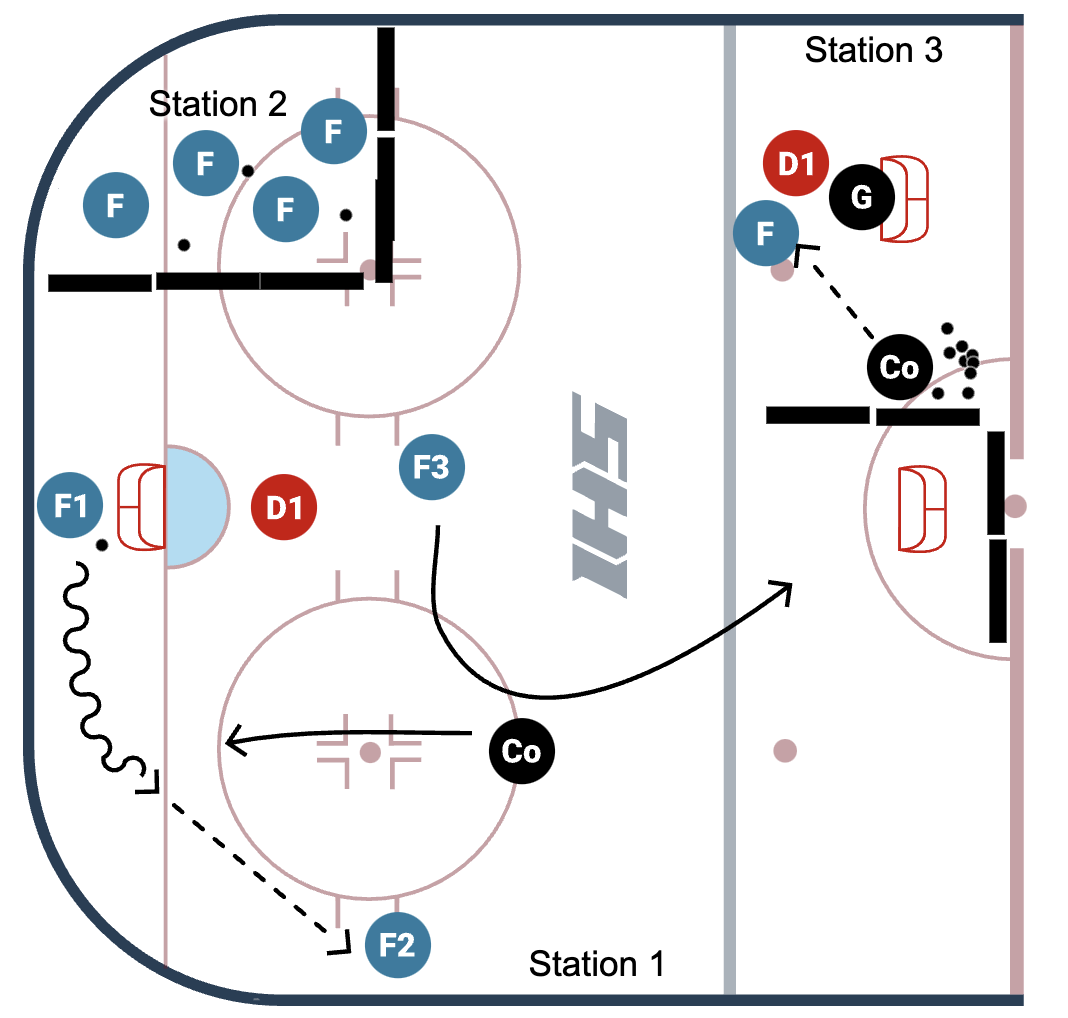 Station 3
Station 2
F
F
D1
F
F
G
F
Co
F3
F1
D1
IHS
Co
F2
Station 1